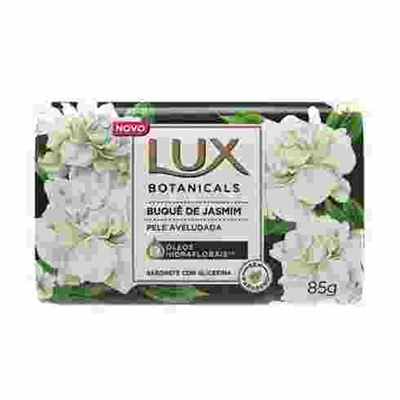 NOVO
LUX
BOTANICALS
BUQUÊ DE JASMIM
PELE AVELUDADA
ÓLEOS
HIDRAFLORAIS
SABONETE COM GLICERINA
85g